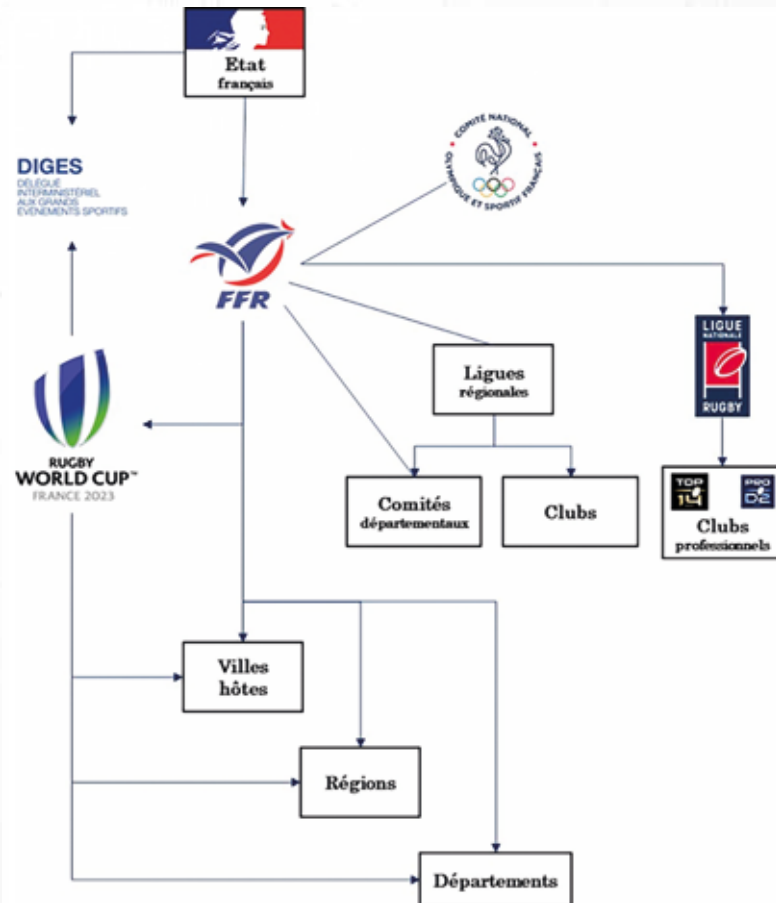 Etat
français
COMITÉ NATIONAL
OLYMPIQUE ET SPORTIF FRANÇAIS
DIGES
DÉLÉGUÉ
INTERMINISTÉRIEL
AUX GRANDS
ÉVÉNEMENTS SPORTIFS
FFR
LIGUE
NATIONALE
RUGBY
Ligues
régionales
RUGBY
WORLD CUP™
FRANCE 2023
Comités
départementaux
Clubs
TOP
14
PRO
D2
Clubs
professionnels
Villes
hôtes
Régions
Départements